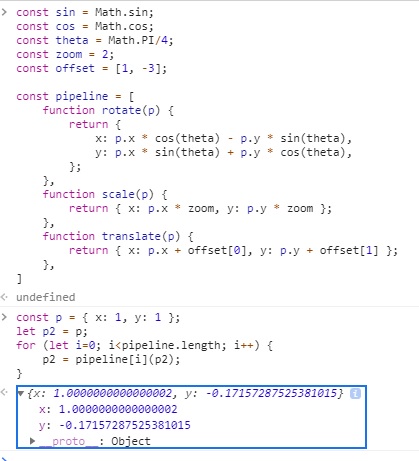 const sin = Math.sin;
const cos = Math.cos;
const theta = Math.PI/4;
const zoom = 2;
const offset = [1, -3];
const pipeline = [
function rotate(p) {
return {
x: p.x * cos(theta) - p.y * sin(theta),
y: p.x * sin(theta) + p.y * cos(theta),
};
},
function scale(p) {
return { x: p.x * zoom, y: p.y * zoom };
},
function translate(p) {
return { x: p.x + offset[0], y: p.y + offset[1] };
},
]
undefined
const p = { x: 1, y: 1 };
let p2 = p;
for (let i=0; i<pipeline.length; i++) {
p2 = pipeline[i](p2);
}
{x: 1.0000000000000002, y: -0.17157287525381015}
x: 1.0000000000000002
y: -0.17157287525381015
__proto__: Object